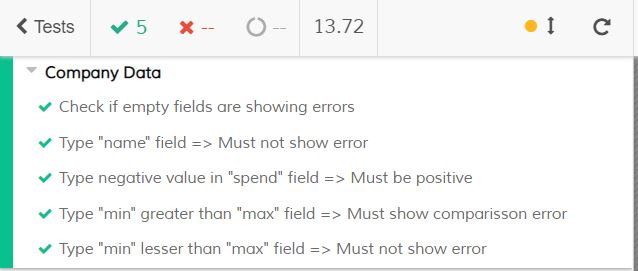 Tests 5 -- -- 13.72
Company Data
Check if empty fields are showing errors
Type "name" field => Must not show error
Type negative value in "spend" field => Must be positive
Type "min" greater than "max" field => Must show comparisson error
Type "min" lesser than "max" field => Must not show error